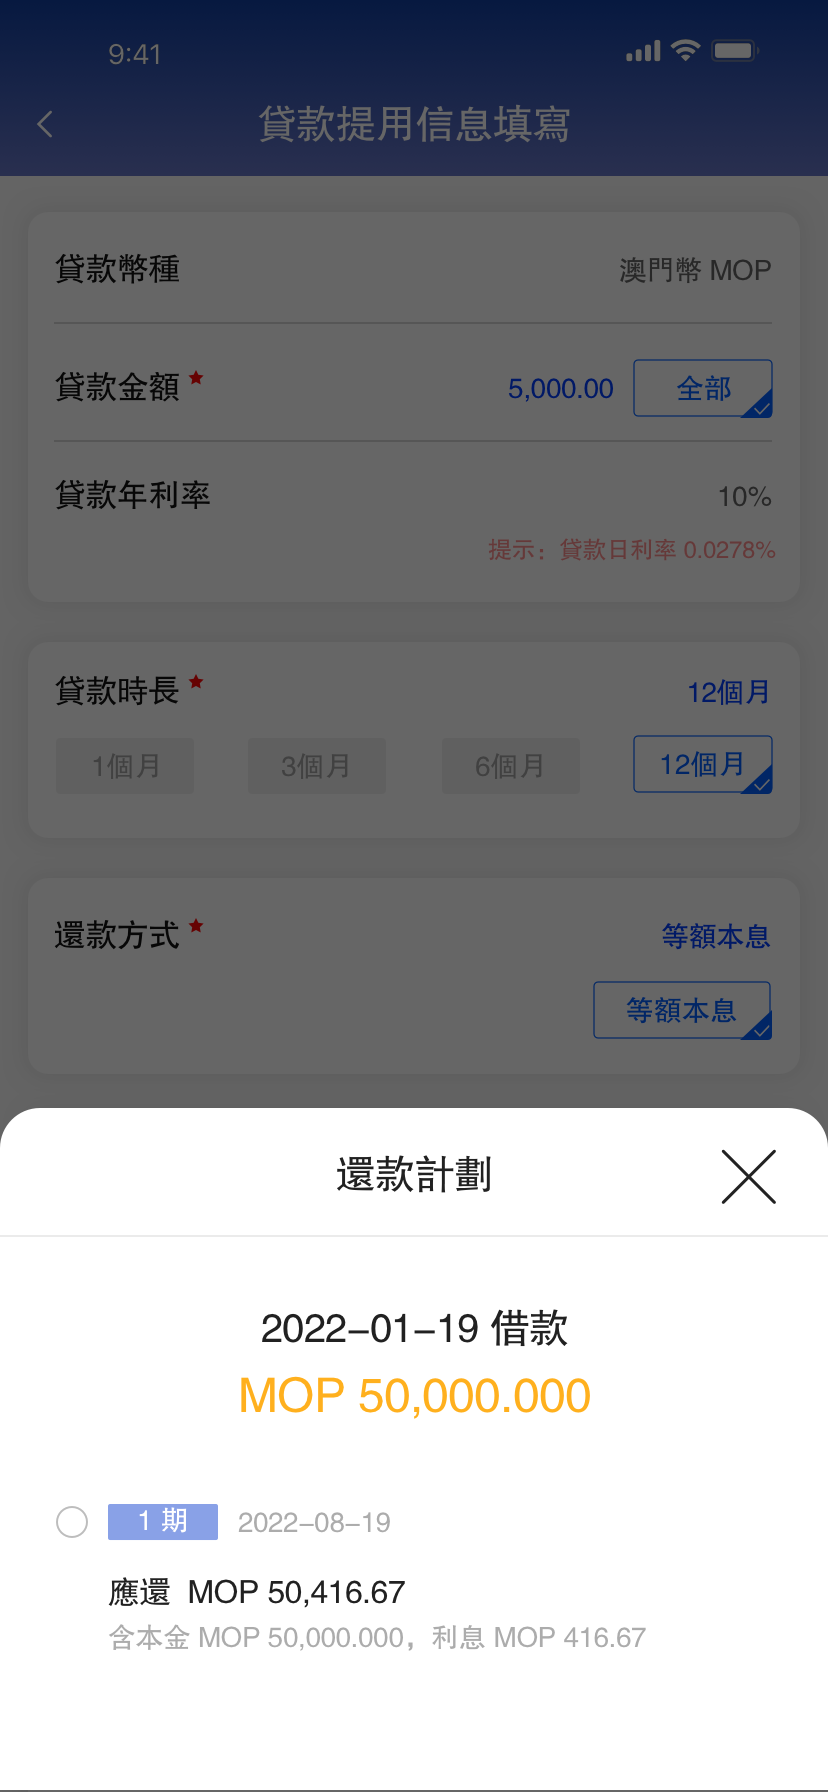 9:41
貸款提用信息填寫
貸款幣種 澳門幣 MOP
貸款金額 5,000.00 全部
貸款年利率 10%
提示：貸款日利率 0.0278%
貸款時長 12個月
1個月 3個月 6個月 12個月
還款方式 等額本息
等額本息
還款計劃
2022-01-19 借款
MOP 50,000.000
1 期 2022-08-19
應還 MOP 50,416.67
含本金 MOP 50,000.000，利息 MOP 416.67